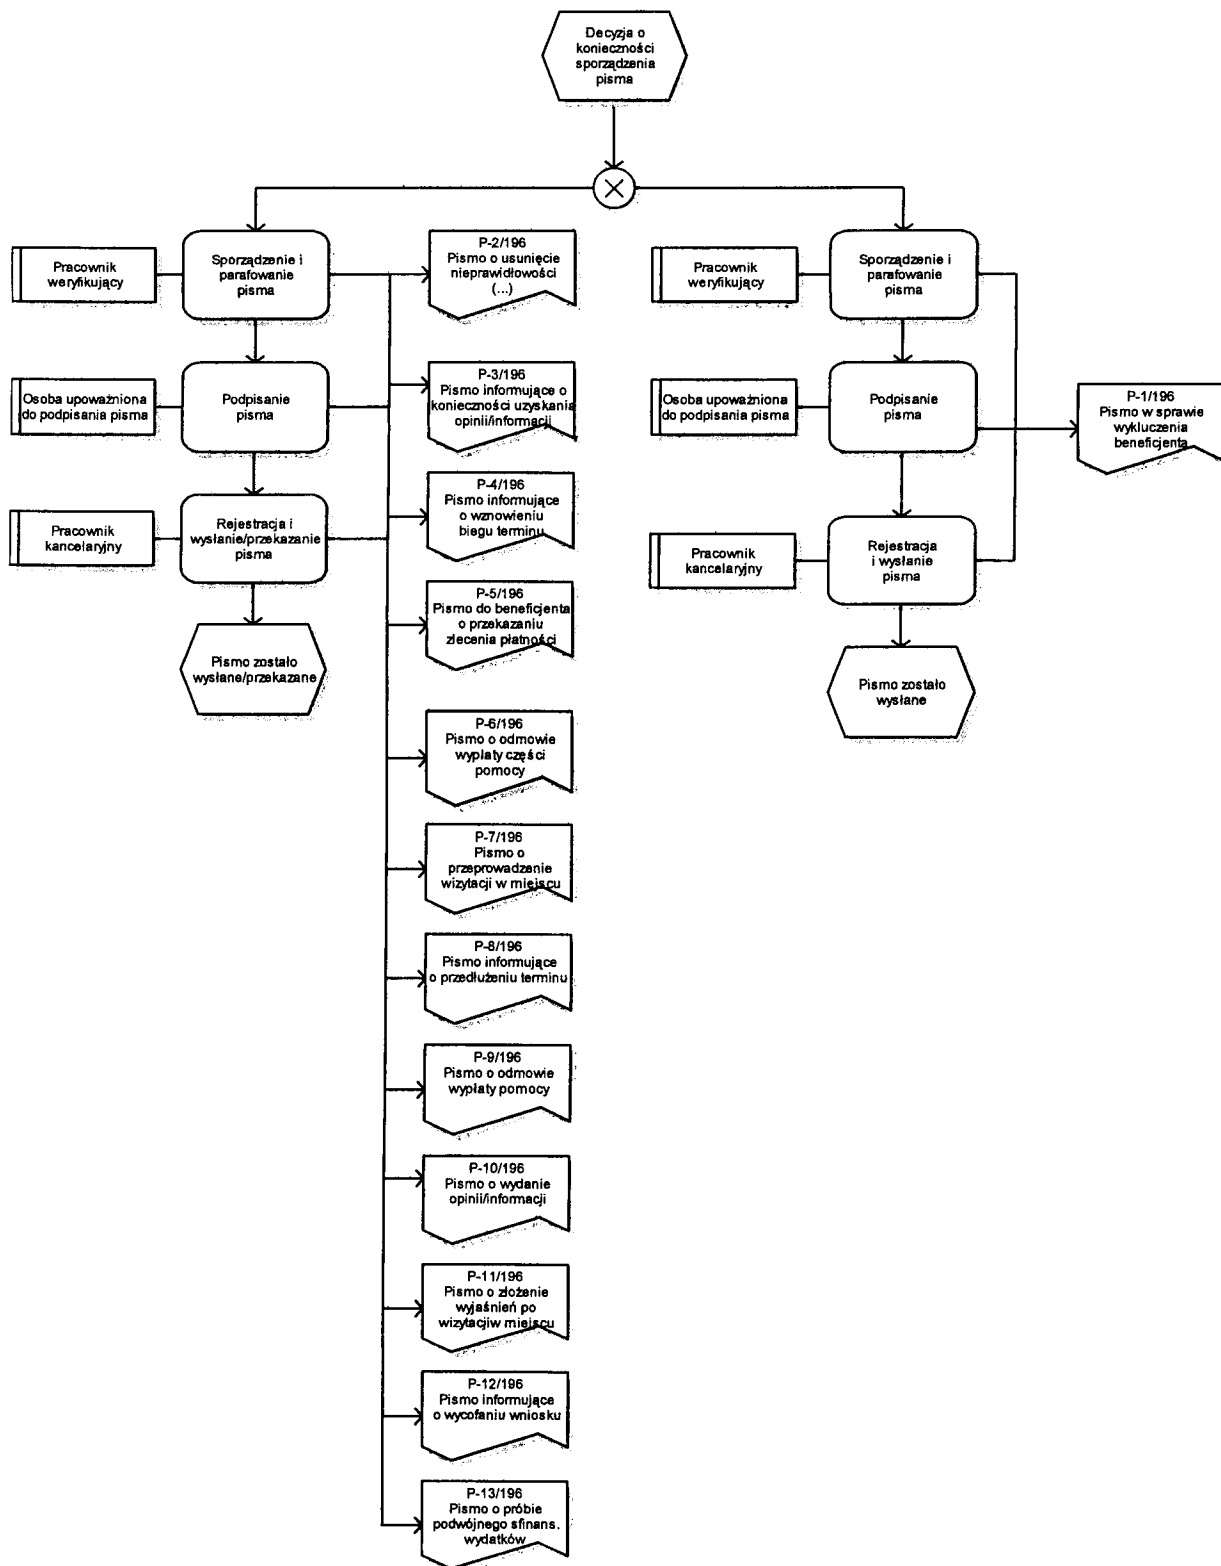 Decyzja o
konieczności
sporządzenia
pisma
Pracownik
weryfikujący
Sporządzenie i
parafowanie
pisma
Osoba upoważniona
do podpisania pisma
Podpisanie
pisma
Pracownik
kancelaryjny
Rejestracja i
wysłanie/przekazanie
pisma
Pismo zostało
wysłane/przekazane
P-2/196
Pismo o usunięcie
nieprawidłowości
(...)
P-3/196
Pismo informujące o
konieczności uzyskania
opinii/informacji
P-4/196
Pismo informujące
o wznowieniu
biegu terminu
P-5/196
Pismo do beneficjenta
o przekazaniu
zlecenia płatności
P-6/196
Pismo o odmowie
wypłaty części
pomocy
P-7/196
Pismo o
przeprowadzenie
wizytacji w miejscu
P-8/196
Pismo informujące
o przedłużeniu terminu
P-9/196
Pismo o odmowie
wypłaty pomocy
P-10/196
Pismo o wydanie
opinii/informacji
P-11/196
Pismo o złożenie
wyjaśnień po
wizytacjiw miejscu
P-12/196
Pismo informujące
o wycofaniu wniosku
P-13/196
Pismo o próbie
podwójnego sfinans.
wydatków
Pracownik
weryfikujący
Sporządzenie i
parafowanie
pisma
Osoba upoważniona
do podpisania pisma
Podpisanie
pisma
Pracownik
kancelaryjny
Rejestracja
i wysłanie
pisma
Pismo zostało
wysłane
P-1/196
Pismo w sprawie
wykluczenia
beneficjenta